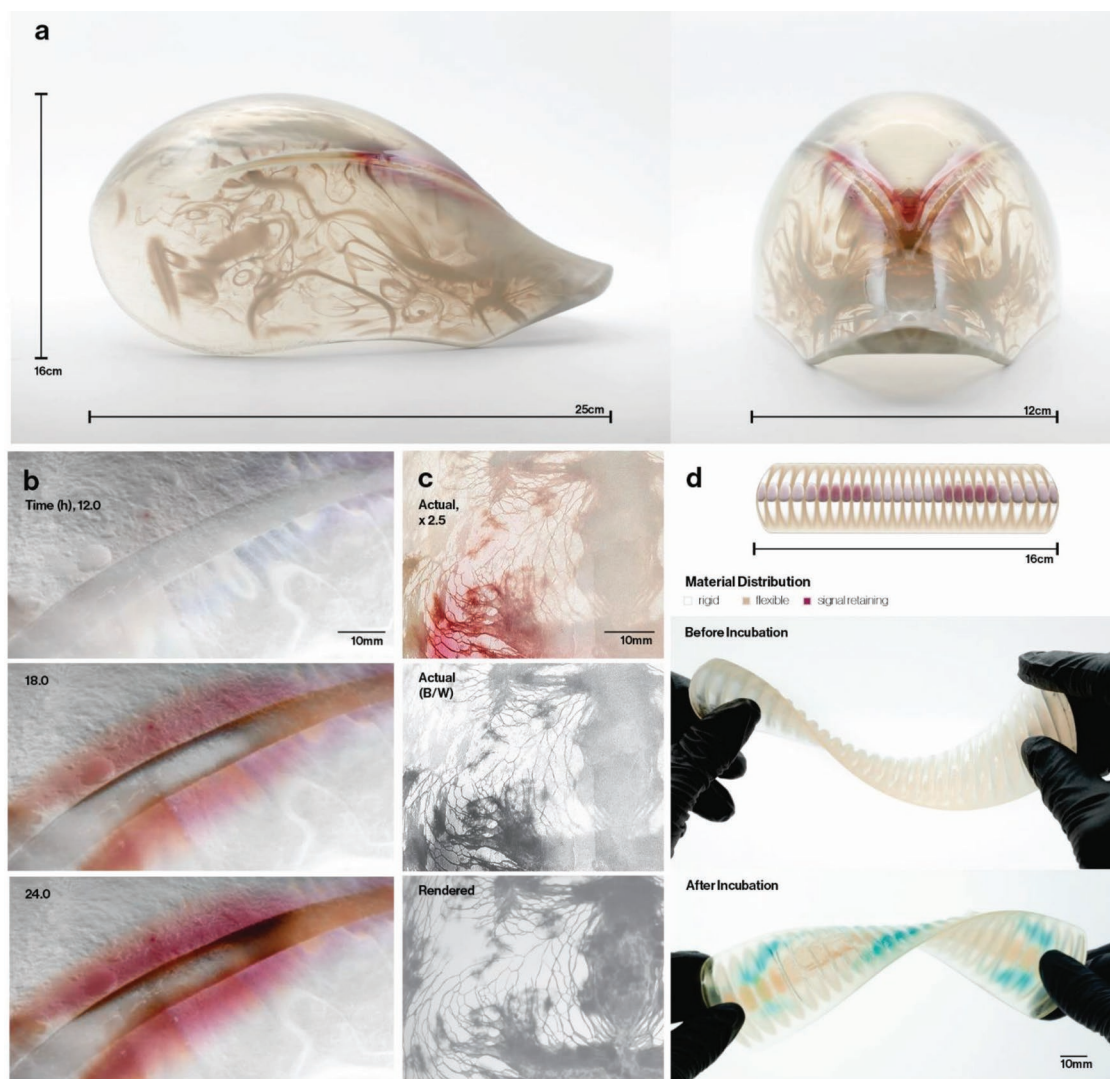 a
16cm
25cm
12cm
b
Time (h), 12.0
10mm
18.0
24.0
c
Actual,
x 2.5
10mm
Actual
(B/W)
Rendered
d
16cm
Material Distribution
rigid flexible signal retaining
Before Incubation
After Incubation
10mm